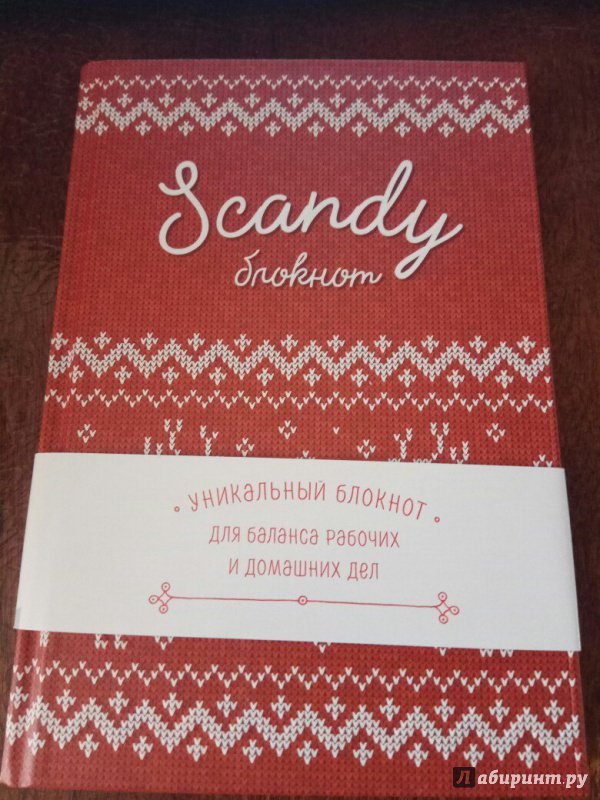 Scandy
блокнот
УНИКАЛЬНЫЙ БЛОКНОТ
ДЛЯ БАЛАНСА РАБОЧИХ
И ДОМАШНИХ ДЕЛ
Лабиринт.ру